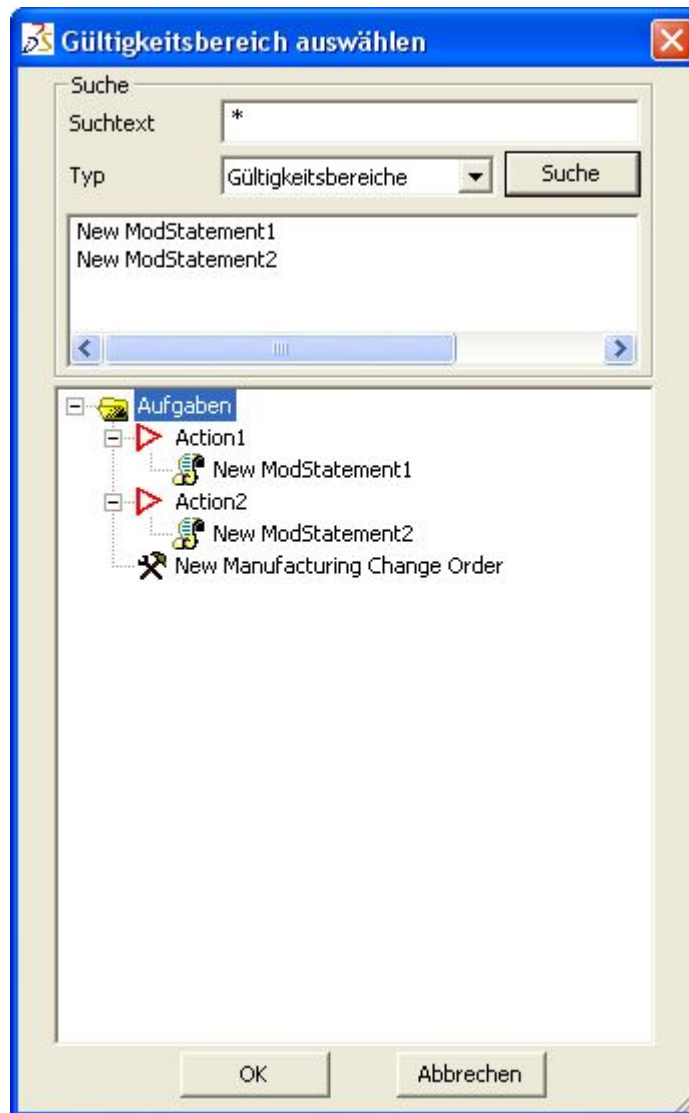 Gültigkeitsbereich auswählen
Suche
Suchtext *
Typ Gültigkeitsbereiche Suche
New ModStatement1
New ModStatement2
Aufgaben
Action1
New ModStatement1
Action2
New ModStatement2
New Manufacturing Change Order
OK Abbrechen